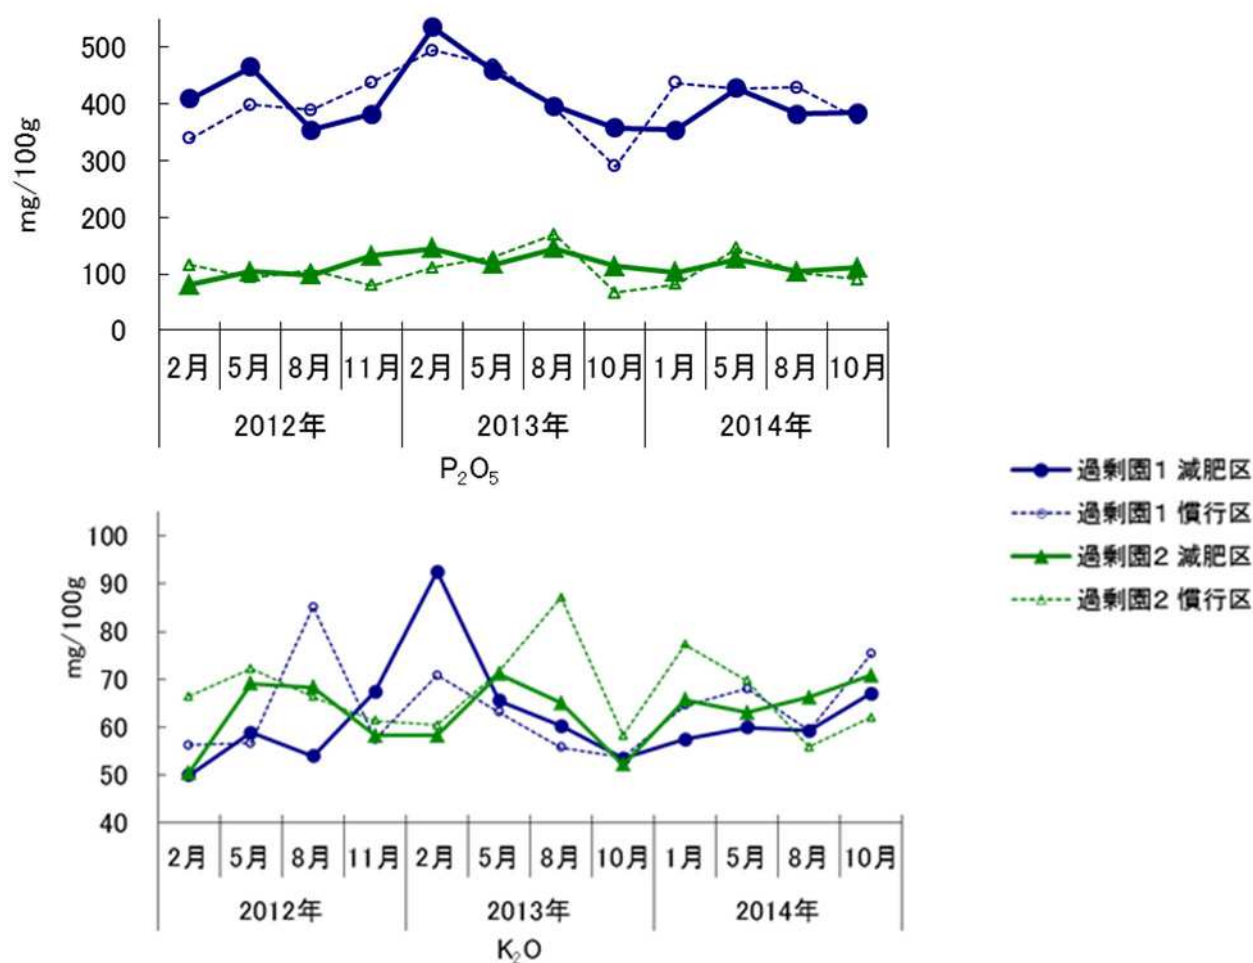 500
400
300
200
100
0
mg/100g
2月 5月 8月 11月 2月 5月 8月 10月 1月 5月 8月 10月
2012年 2013年 2014年
P₂O₅
過剰園1 減肥区
過剰園1 慣行区
過剰園2 減肥区
過剰園2 慣行区
100
90
80
70
60
50
40
mg/100g
2月 5月 8月 11月 2月 5月 8月 10月 1月 5月 8月 10月
2012年 2013年 2014年
K₂O